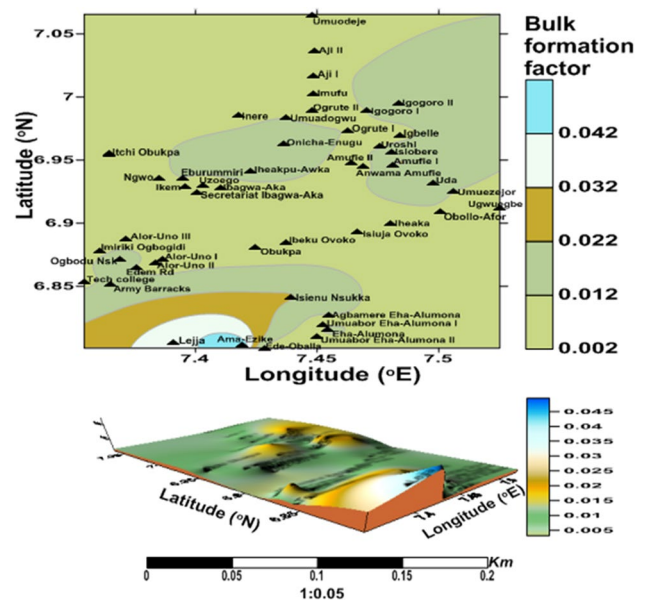 Bulk
formation
factor
7.05
7
6.95
6.9
6.85
Latitude (ºN)
Umuodeje
Aji II
Aji I
Imufu
Ogrute II
Igogoro II
Igogoro I
Inere
Umuadogwu
Ogrute I
Igbelle
Onicha-Enugu
Uroshi
Isiobere
Itchi Obukpa
Amufie II
Amufie I
Anwama Amufie
Iheakpu-Awka
Ngwo
Eburummiri
Uzoego
Ikem
Ibagwa-Aka
Secretariat Ibagwa-Aka
Uda
Umuezejor
Ugwuegbe
Obollo-Afor
Iheaka
Isiuja Ovoko
Alor-Uno III
Ibeku Ovoko
Obukpa
Imiriki Ogbogidi
Ogbodu Nsk
Alor-Uno I
Alor-Uno II
Edem Rd
Tech college
Army Barracks
Isienu Nsukka
Agbamere Eha-Alumona
Umuabor Eha-Alumona I
Eha-Alumona
Umuabor Eha-Alumona II
Lejja
Ama-Ezike
Ede-Oballa
7.4
7.45
7.5
Longitude (ºE)
0.042
0.032
0.022
0.012
0.002
Latitude (ºN)
Longitude (ºE)
0.045
0.04
0.035
0.03
0.025
0.02
0.015
0.01
0.005
Km
0
0.05
0.1
0.15
0.2
1:0.05